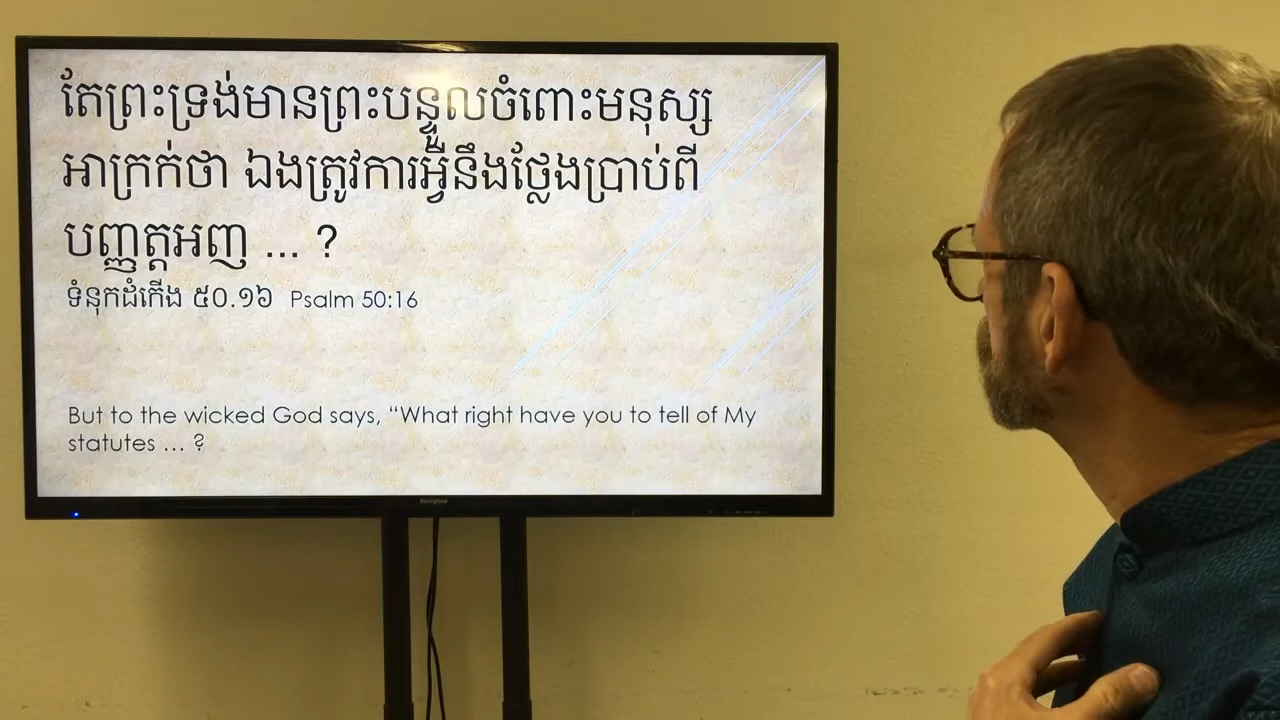 តែព្រះទ្រង់មានព្រះបន្ទូលចំពោះមនុស្ស
អាក្រក់ថា ឯងត្រូវការអ្វីនឹងថ្លែងប្រាប់ពី
បញ្ញត្តអញ ... ?
ទំនុកដំកើង ៥០.១៦ Psalm 50:16
But to the wicked God says, “What right have you to tell of My
statutes ... ?